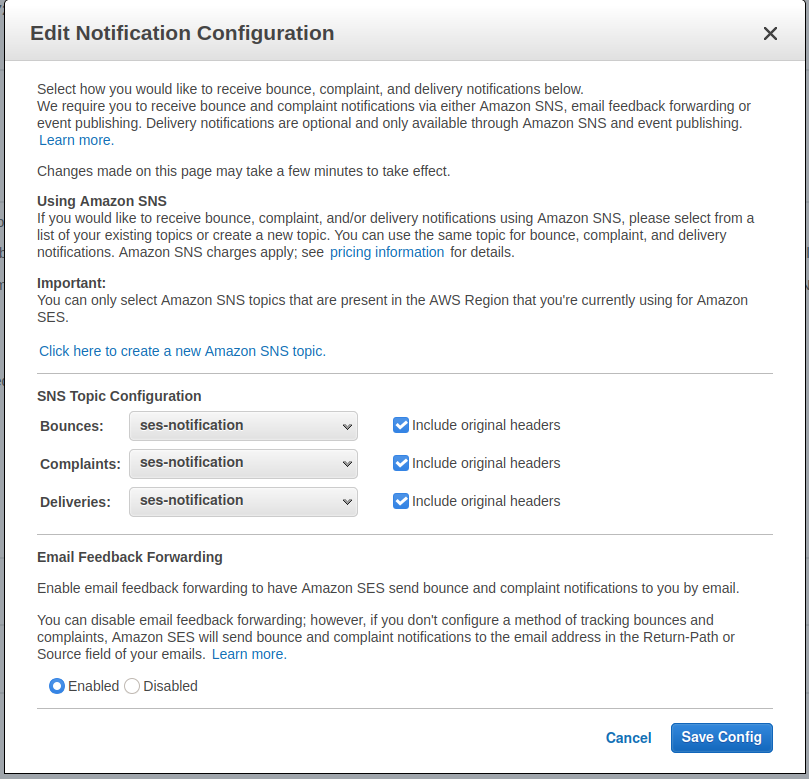 Edit Notification Configuration
Select how you would like to receive bounce, complaint, and delivery notifications below.
We require you to receive bounce and complaint notifications via either Amazon SNS, email feedback forwarding or
event publishing. Delivery notifications are optional and only available through Amazon SNS and event publishing.
Learn more.
Changes made on this page may take a few minutes to take effect.
Using Amazon SNS
If you would like to receive bounce, complaint, and/or delivery notifications using Amazon SNS, please select from a
list of your existing topics or create a new topic. You can use the same topic for bounce, complaint, and delivery
notifications. Amazon SNS charges apply; see pricing information for details.
Important:
You can only select Amazon SNS topics that are present in the AWS Region that you're currently using for Amazon
SES.
Click here to create a new Amazon SNS topic.
SNS Topic Configuration
Bounces: ses-notification Include original headers
Complaints: ses-notification Include original headers
Deliveries: ses-notification Include original headers
Email Feedback Forwarding
Enable email feedback forwarding to have Amazon SES send bounce and complaint notifications to you by email.
You can disable email feedback forwarding; however, if you don't configure a method of tracking bounces and
complaints, Amazon SES will send bounce and complaint notifications to the email address in the Return-Path or
Source field of your emails. Learn more.
Enabled Disabled
Cancel Save Config